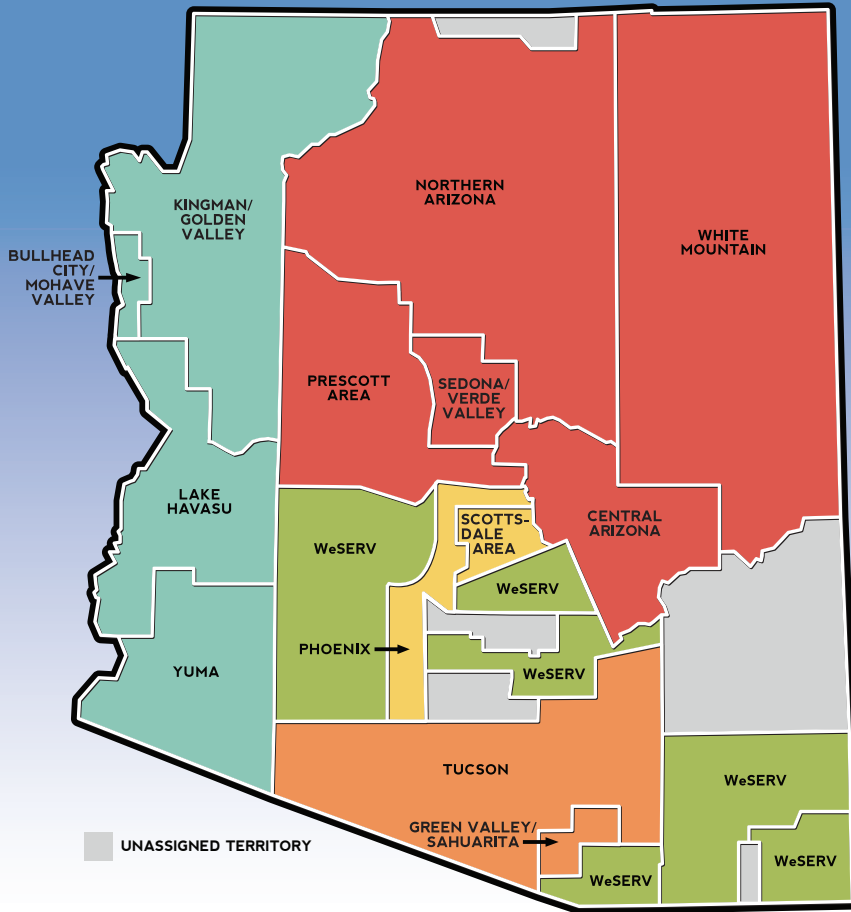 NORTHERN
ARIZONA
KINGMAN/
GOLDEN
VALLEY
WHITE
MOUNTAIN
BULLHEAD
CITY/
MOHAVE
VALLEY
PRESCOTT
AREA
SEDONA/
VERDE
VALLEY
LAKE
HAVASU
SCOTTS-
DALE
AREA
CENTRAL
ARIZONA
WeSERV
WeSERV
PHOENIX
YUMA
WeSERV
TUCSON
WeSERV
GREEN VALLEY/
SAHUARITA
WeSERV
WeSERV
UNASSIGNED TERRITORY